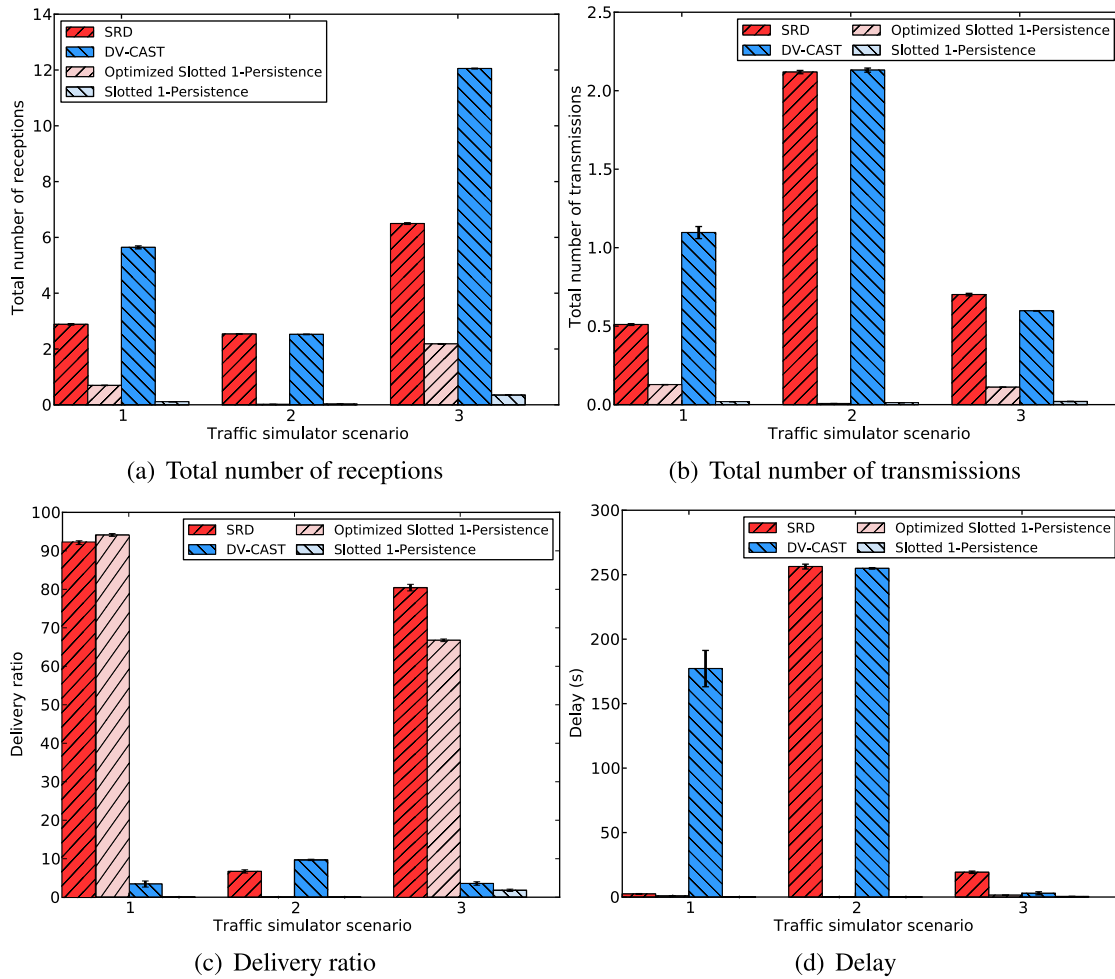 14
12
10
8
6
4
2
0
Total number of receptions
SRD
DV-CAST
Optimized Slotted 1-Persistence
Slotted 1-Persistence
1 2 3
Traffic simulator scenario
(a) Total number of receptions
2.5
2.0
1.5
1.0
0.5
0.0
Total number of transmissions
SRD Optimized Slotted 1-Persistence
DV-CAST Slotted 1-Persistence
1 2 3
Traffic simulator scenario
(b) Total number of transmissions
100
90
80
70
60
50
40
30
20
10
0
Delivery ratio
SRD Optimized Slotted 1-Persistence
DV-CAST Slotted 1-Persistence
1 2 3
Traffic simulator scenario
(c) Delivery ratio
300
250
200
150
100
50
0
Delay (s)
SRD Optimized Slotted 1-Persistence
DV-CAST Slotted 1-Persistence
1 2 3
Traffic simulator scenario
(d) Delay